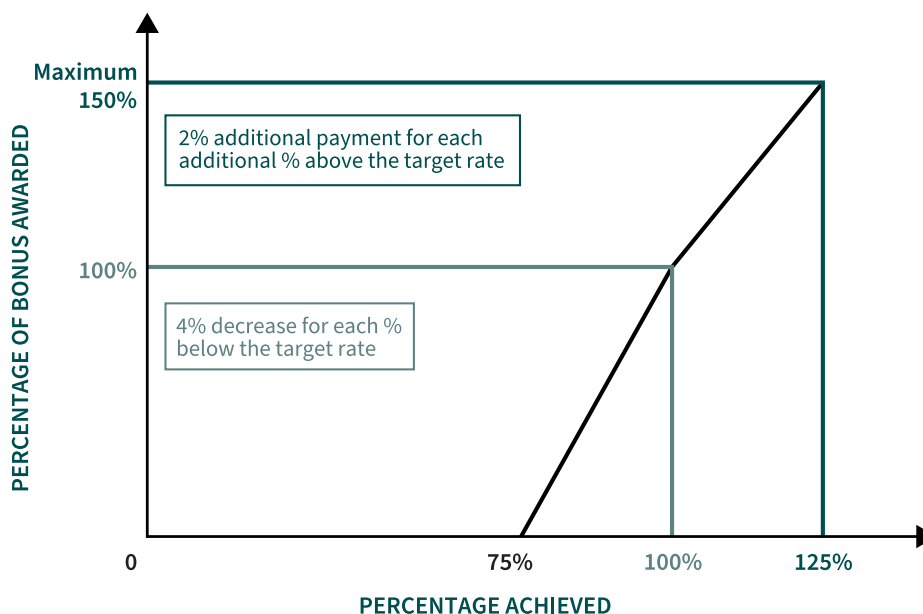 Maximum
150%
2% additional payment for each
additional % above the target rate
PERCENTAGE OF BONUS AWARDED
100%
4% decrease for each %
below the target rate
0
75%
100%
125%
PERCENTAGE ACHIEVED